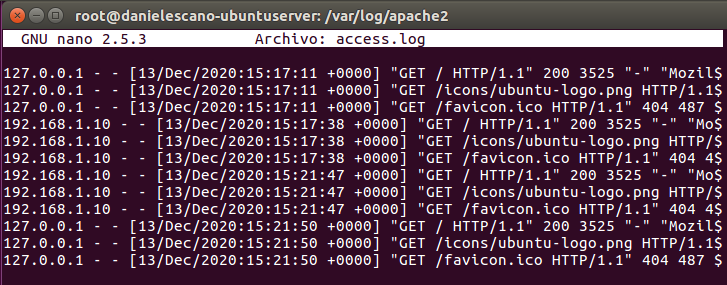 root@danielescano-ubuntuserver: /var/log/apache2
GNU nano 2.5.3 Archivo: access.log
127.0.0.1 - - [13/Dec/2020:15:17:11 +0000] "GET / HTTP/1.1" 200 3525 "-" "Mozil$
127.0.0.1 - - [13/Dec/2020:15:17:11 +0000] "GET /icons/ubuntu-logo.png HTTP/1.1$
127.0.0.1 - - [13/Dec/2020:15:17:11 +0000] "GET /favicon.ico HTTP/1.1" 404 487 $
192.168.1.10 - - [13/Dec/2020:15:17:38 +0000] "GET / HTTP/1.1" 200 3525 "-" "Mo$
192.168.1.10 - - [13/Dec/2020:15:17:38 +0000] "GET /icons/ubuntu-logo.png HTTP/$
192.168.1.10 - - [13/Dec/2020:15:17:38 +0000] "GET /favicon.ico HTTP/1.1" 404 4$
192.168.1.10 - - [13/Dec/2020:15:21:47 +0000] "GET / HTTP/1.1" 200 3525 "-" "Mo$
192.168.1.10 - - [13/Dec/2020:15:21:47 +0000] "GET /icons/ubuntu-logo.png HTTP/$
192.168.1.10 - - [13/Dec/2020:15:21:47 +0000] "GET /favicon.ico HTTP/1.1" 404 4$
127.0.0.1 - - [13/Dec/2020:15:21:50 +0000] "GET / HTTP/1.1" 200 3525 "-" "Mozil$
127.0.0.1 - - [13/Dec/2020:15:21:50 +0000] "GET /icons/ubuntu-logo.png HTTP/1.1$
127.0.0.1 - - [13/Dec/2020:15:21:50 +0000] "GET /favicon.ico HTTP/1.1" 404 487 $